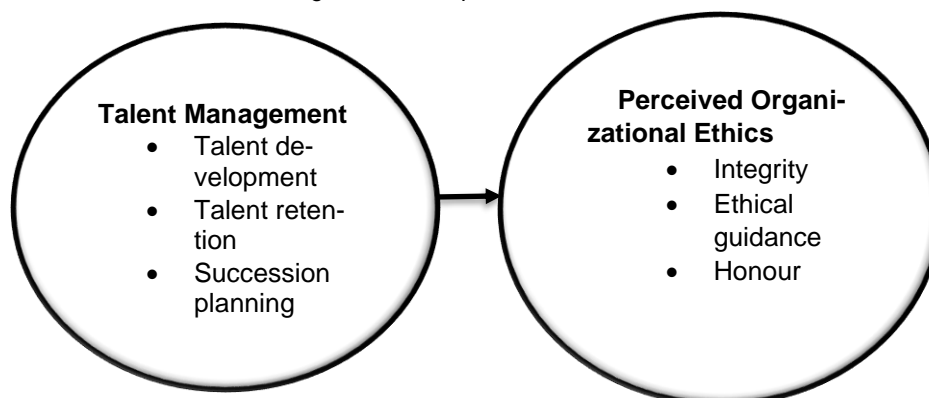 Talent Management
• Talent de-
velopment
• Talent reten-
tion
• Succession
planning
Perceived Organi-
zational Ethics
• Integrity
• Ethical
guidance
• Honour